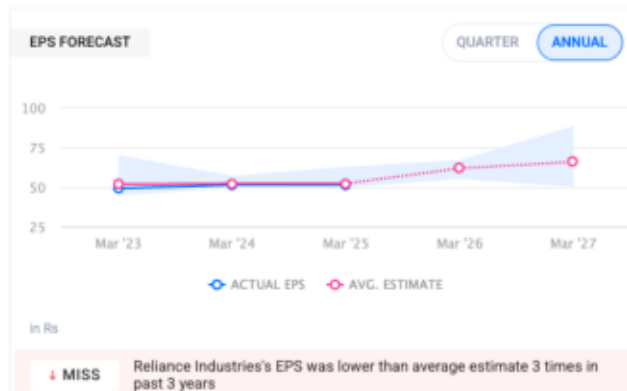 EPS FORECAST
QUARTER
ANNUAL
100
75
50
25
Mar '23 Mar '24 Mar '25 Mar '26 Mar '27
ACTUAL EPS AVG. ESTIMATE
in Rs
↓ MISS
Reliance Industries's EPS was lower than average estimate 3 times in
past 3 years